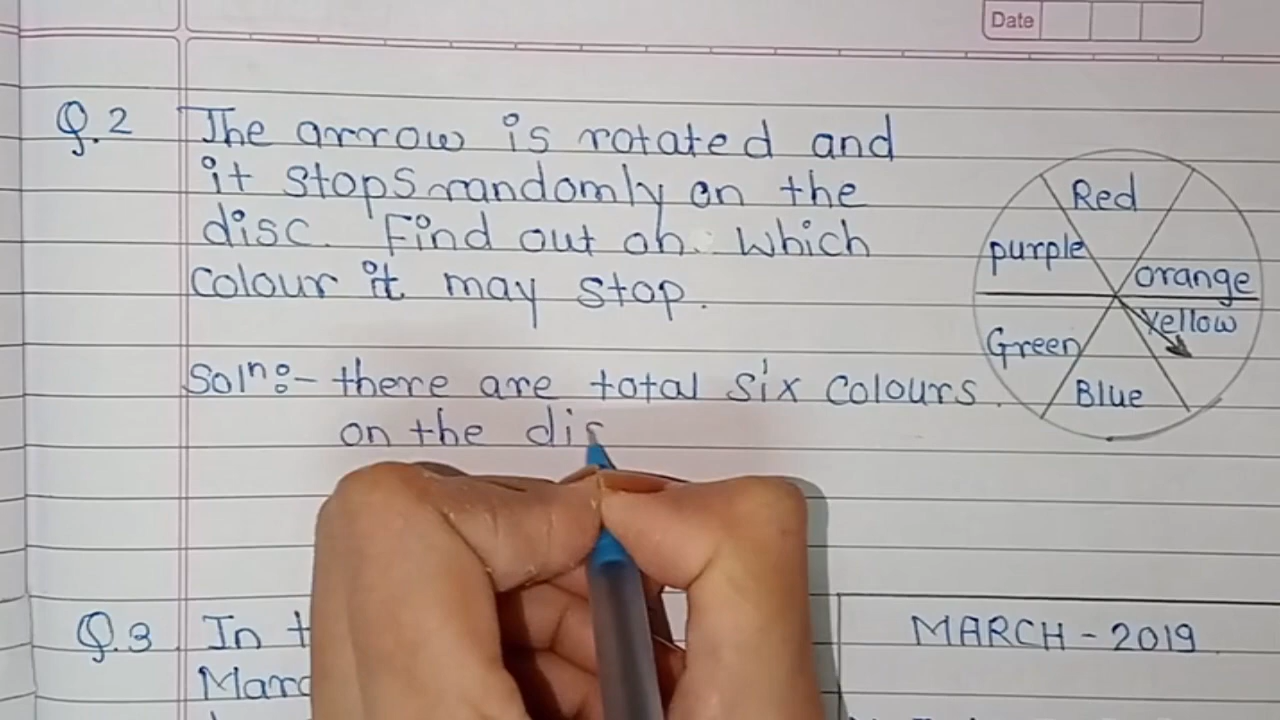 Date
Q.2 The arrow is rotated and
it stops randomly on the
disc. Find out on which
colour it may stop.
Red
purple
orange
Yellow
Green
Blue
Solⁿ:- there are total six colours
on the dis
Q.3 In
MARCH - 2019